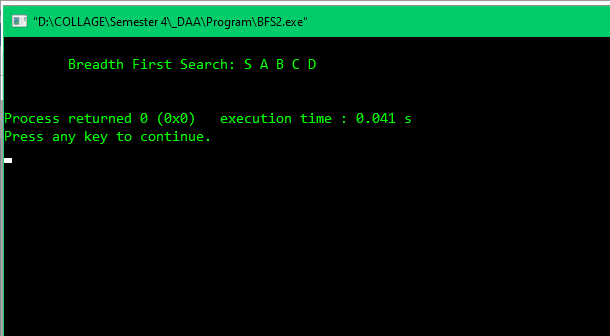 "D:\COLLAGE\Semester 4\_DAA\Program\BFS2.exe"
Breadth First Search: S A B C D
Process returned 0 (0x0)   execution time : 0.041 s
Press any key to continue.